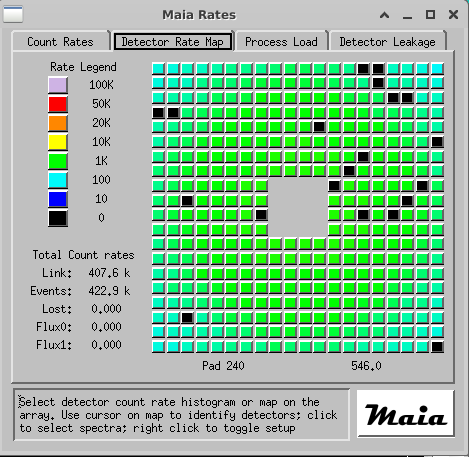 Maia Rates
Count Rates
Detector Rate Map
Process Load
Detector Leakage
Rate Legend
100K
50K
20K
10K
1K
100
10
0
Total Count rates
Link: 407.6 k
Events: 422.9 k
Lost: 0.000
Flux0: 0.000
Flux1: 0.000
Pad 240 546.0
Select detector count rate histogram or map on the
array. Use cursor on map to identify detectors; click
to select spectra; right click to toggle setup
Maia